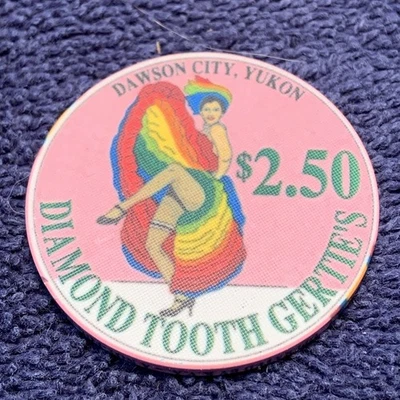 DAWSON CITY, YUKON
$2.50
DIAMOND TOOTH GERTIE'S